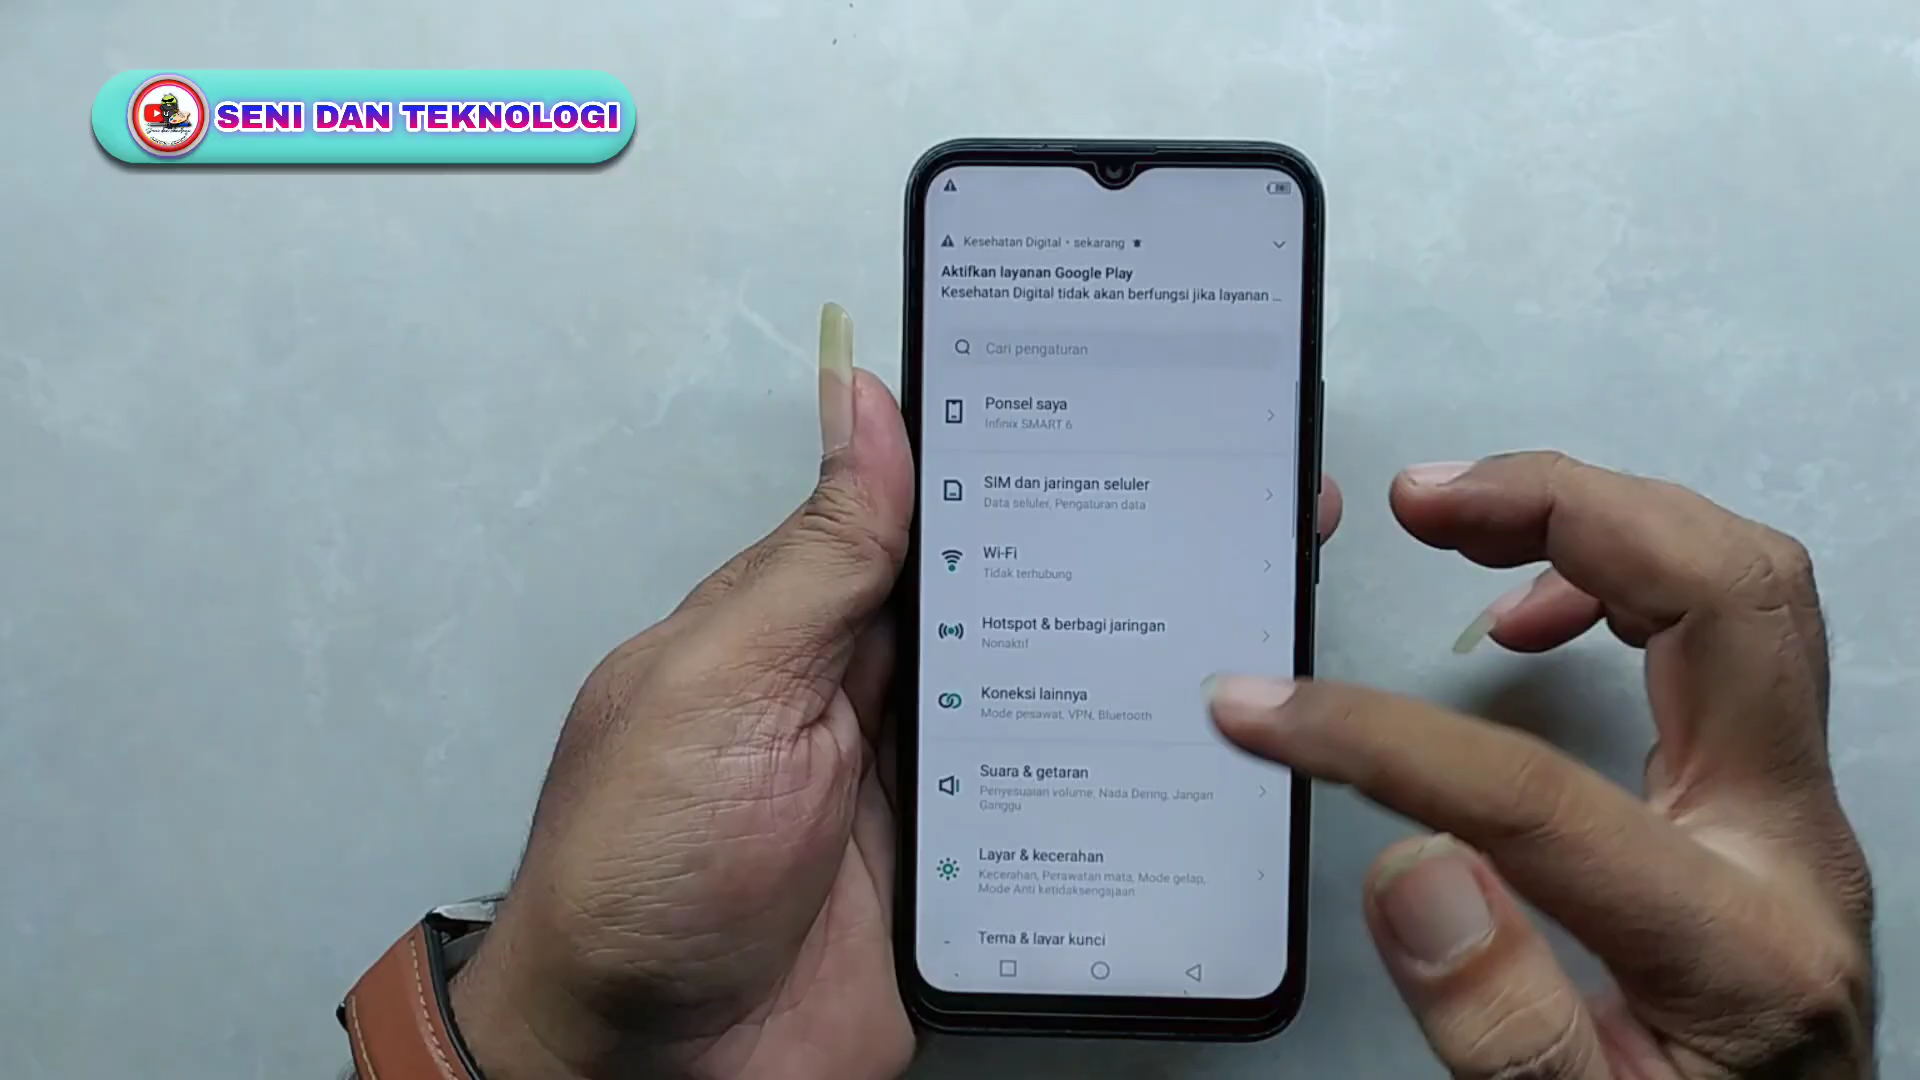 SENI DAN TEKNOLOGI
Kesehatan Digital • sekarang
Aktifkan layanan Google Play
Kesehatan Digital tidak akan berfungsi jika layanan ...
Cari pengaturan
Ponsel saya
Infinix SMART 6
SIM dan jaringan seluler
Data seluler, Pengaturan data
Wi-Fi
Tidak terhubung
Hotspot & berbagi jaringan
Nonaktif
Koneksi lainnya
Mode pesawat, VPN, Bluetooth
Suara & getaran
Penyesuaian volume, Nada Dering, Jangan
Ganggu
Layar & kecerahan
Kecerahan, Perawatan mata, Mode gelap,
Mode Anti ketidaksengajaan
Tema & layar kunci